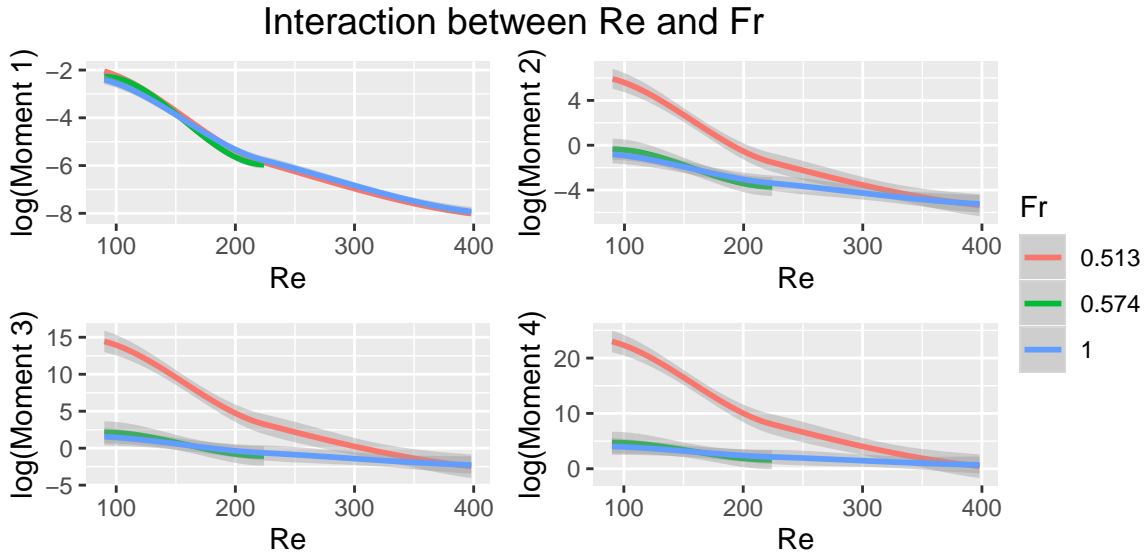 Interaction between Re and Fr
log(Moment 1)
−2
−4
−6
−8
100 200 300 400
Re
log(Moment 2)
4
0
−4
100 200 300 400
Re
log(Moment 3)
15
10
5
0
−5
100 200 300 400
Re
log(Moment 4)
20
10
0
100 200 300 400
Re
Fr
0.513
0.574
1